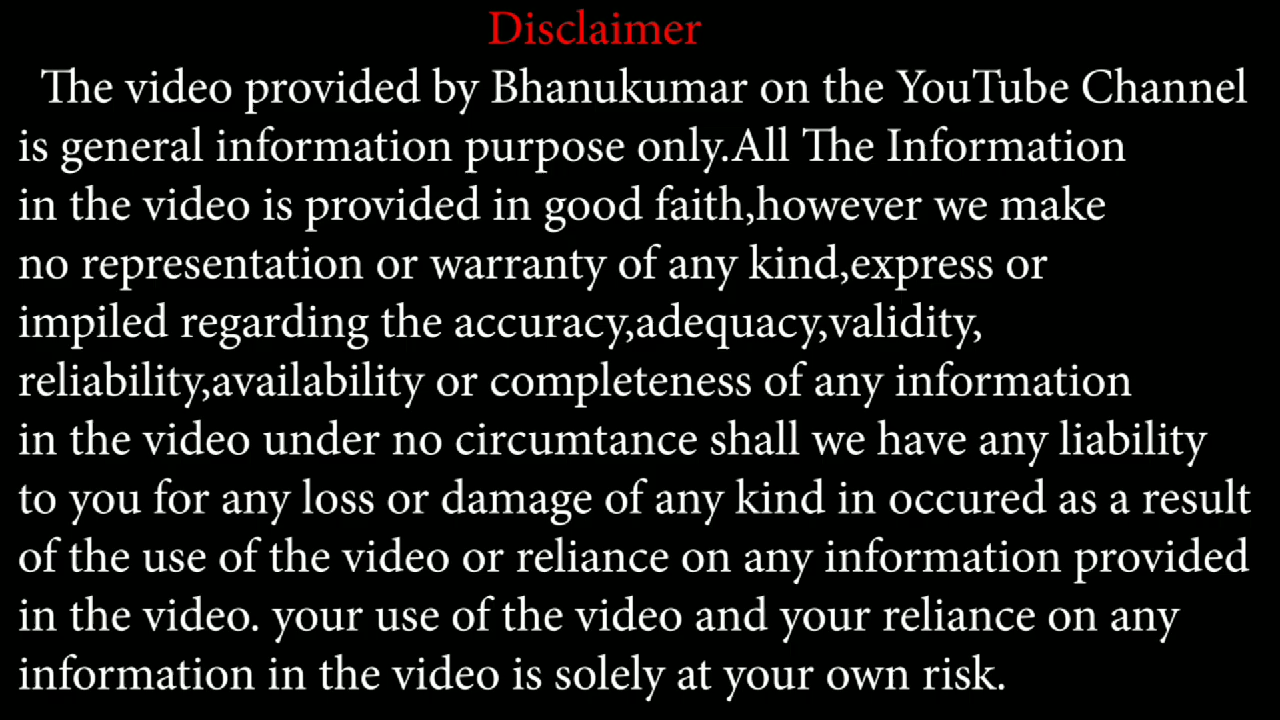 Disclaimer
The video provided by Bhanukumar on the YouTube Channel
is general information purpose only.All The Information
in the video is provided in good faith,however we make
no representation or warranty of any kind,express or
impiled regarding the accuracy,adequacy,validity,
reliability,availability or completeness of any information
in the video under no circumtance shall we have any liability
to you for any loss or damage of any kind in occured as a result
of the use of the video or reliance on any information provided
in the video. your use of the video and your reliance on any
information in the video is solely at your own risk.